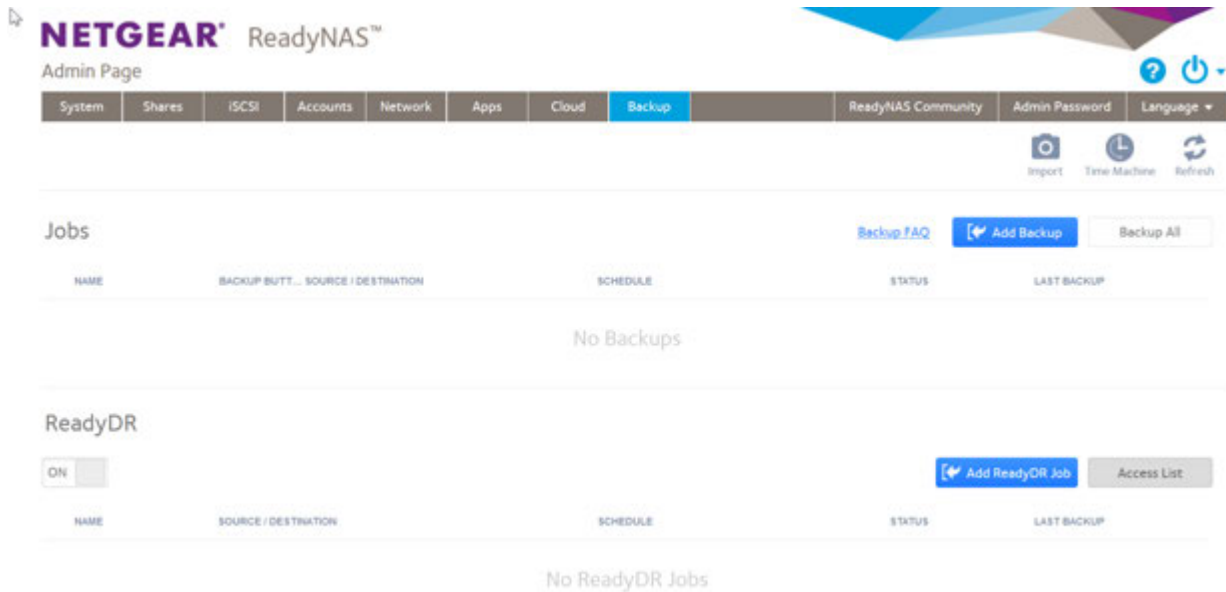 NETGEAR® ReadyNAS™
Admin Page
System Shares iSCSI Accounts Network Apps Cloud Backup ReadyNAS Community Admin Password Language
Import Time Machine Refresh
Jobs Backup FAQ Add Backup Backup All
NAME BACKUP BUTT... SOURCE / DESTINATION SCHEDULE STATUS LAST BACKUP
No Backups
ReadyDR
ON Add ReadyDR Job Access List
NAME SOURCE / DESTINATION SCHEDULE STATUS LAST BACKUP
No ReadyDR Jobs